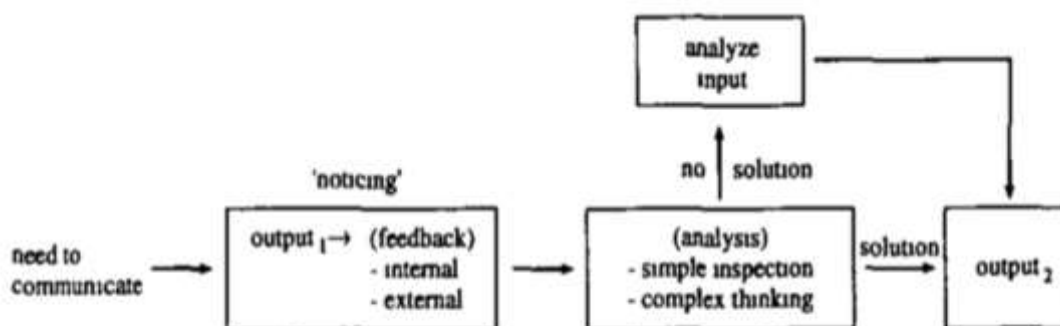 analyze
input
no solution
'noticing'
output 1 → (feedback)
- internal
- external
need to
communicate
(analysis)
- simple inspection
- complex thinking
solution
output 2